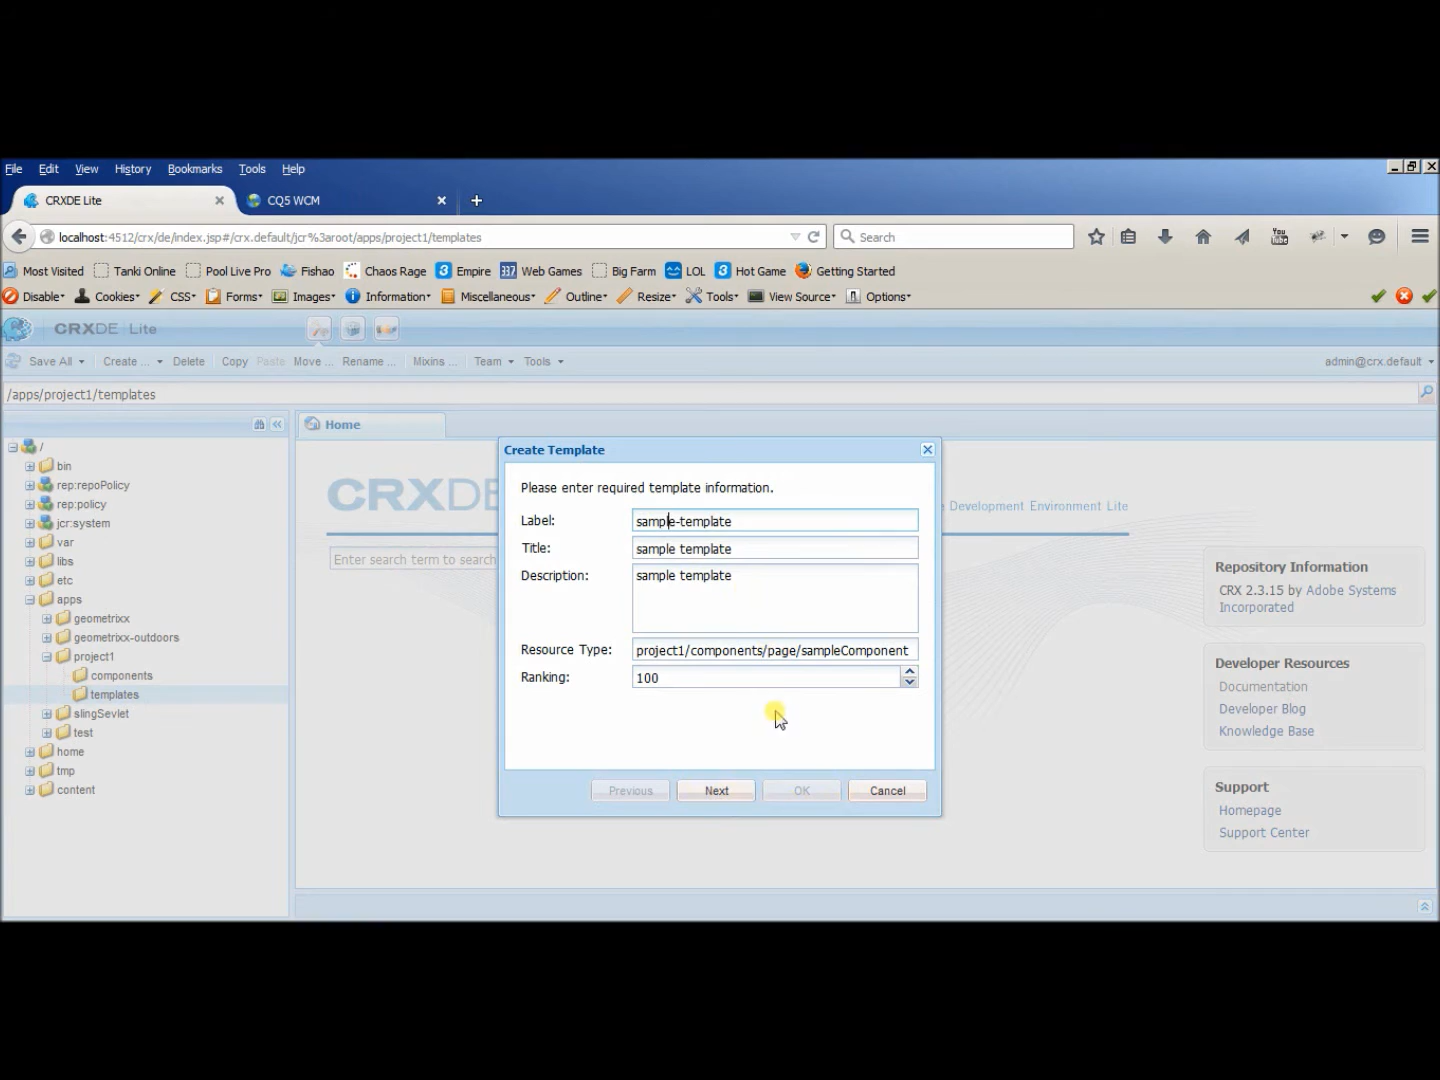 File Edit View History Bookmarks Tools Help
CRXDE Lite
CQ5 WCM
localhost:4512/crx/de/index.jsp#/crx.default/jcr%3aroot/apps/project1/templates
Search
You Tube
Most Visited Tanki Online Pool Live Pro Fishao Chaos Rage 3 Empire 337 Web Games Big Farm LOL 3 Hot Game Getting Started
Disable Cookies CSS Forms Images Information Miscellaneous Outline Resize Tools View Source Options
CRXDE Lite
Save All Create ... Delete Copy Paste Move ... Rename ... Mixins ... Team Tools
admin@crx.default
/apps/project1/templates
/
bin
rep:repoPolicy
rep:policy
jcr:system
var
libs
etc
apps
geometrixx
geometrixx-outdoors
project1
components
templates
slingSevlet
test
home
tmp
content
Home
CRXDE
Development Environment Lite
Enter search term to search
Create Template
Please enter required template information.
Label: sample-template
Title: sample template
Description: sample template
Resource Type: project1/components/page/sampleComponent
Ranking: 100
Previous Next OK Cancel
Repository Information
CRX 2.3.15 by Adobe Systems
Incorporated
Developer Resources
Documentation
Developer Blog
Knowledge Base
Support
Homepage
Support Center